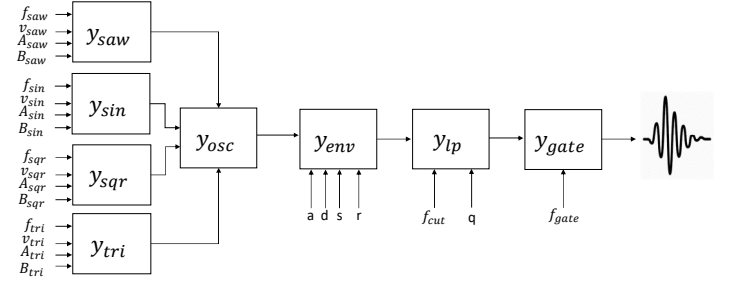 f_saw
v_saw
A_saw
B_saw
y_saw
f_sin
v_sin
A_sin
B_sin
y_sin
f_sqr
v_sqr
A_sqr
B_sqr
y_sqr
f_tri
v_tri
A_tri
B_tri
y_tri
y_osc
y_env
a d s r
y_lp
f_cut q
y_gate
f_gate